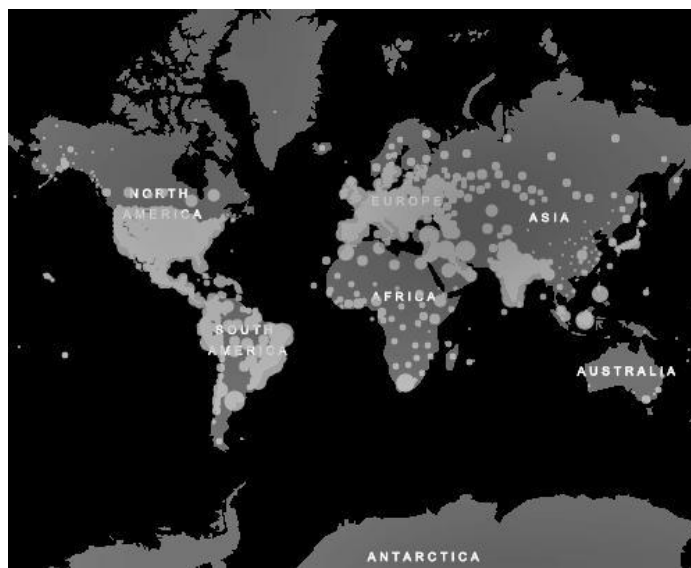 NORTH
AMERICA
EUROPE
ASIA
AFRICA
SOUTH
AMERICA
AUSTRALIA
ANTARCTICA